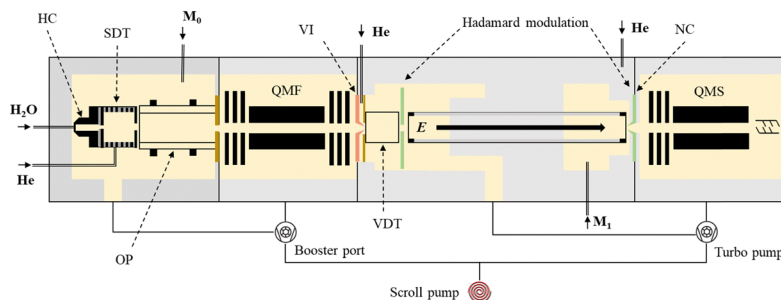 HC
SDT
M0
VI
He
Hadamard modulation
He
NC
QMF
QMS
H2O
E
He
OP
VDT
M1
Booster port
Turbo pump
Scroll pump